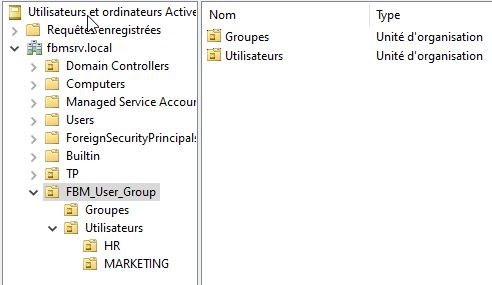 Utilisateurs et ordinateurs Active
Requêtes enregistrées
fbmsrv.local
Domain Controllers
Computers
Managed Service Accour
Users
ForeignSecurityPrincipals
Builtin
TP
FBM_User_Group
Groupes
Utilisateurs
HR
MARKETING
Nom Type
Groupes Unité d'organisation
Utilisateurs Unité d'organisation